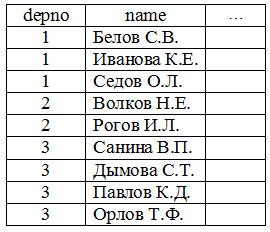 depno name ...
1 Белов С.В.
1 Иванова К.Е.
1 Седов О.Л.
2 Волков Н.Е.
2 Рогов И.Л.
3 Санина В.П.
3 Дымова С.Т.
3 Павлов К.Д.
3 Орлов Т.Ф.